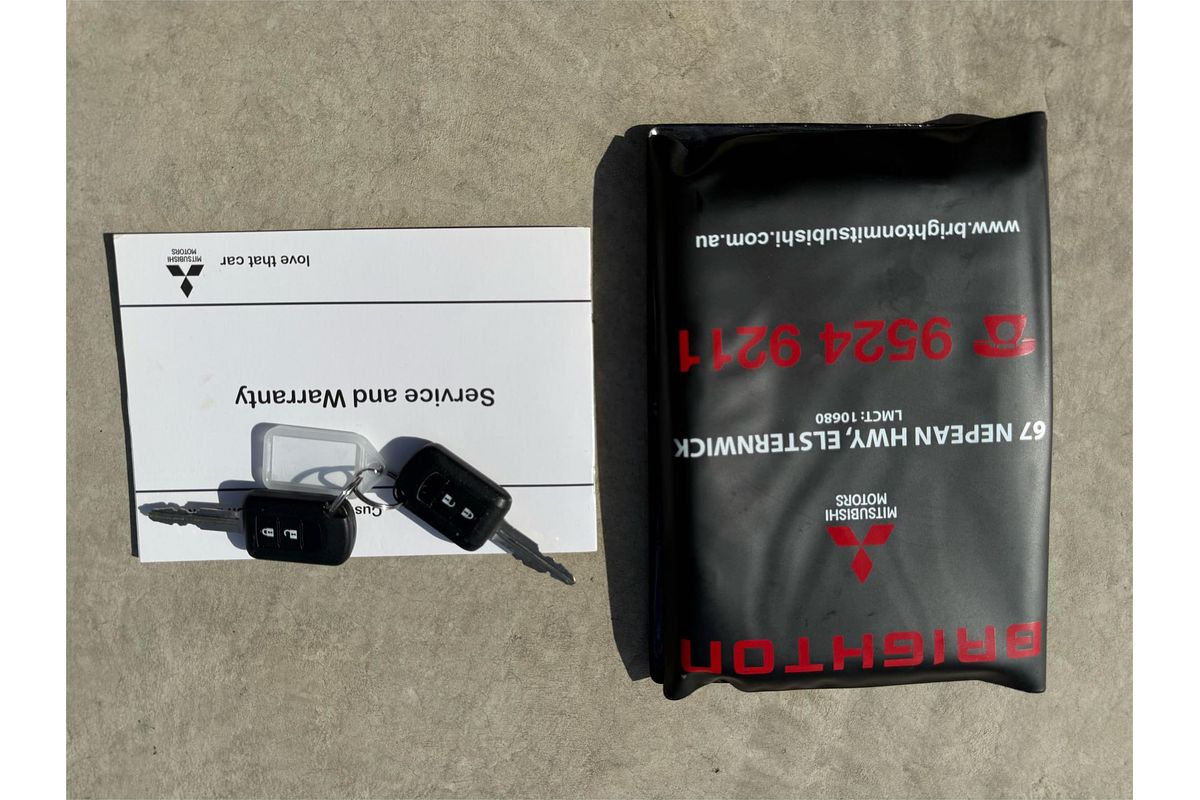 BRIGHTON
MITSUBISHI
MOTORS
67 NEPEAN HWY, ELSTERNWICK
LMCT: 10680
9524 9211
www.brightonmitsubishi.com.au
Service and Warranty
MITSUBISHI
MOTORS
love that car